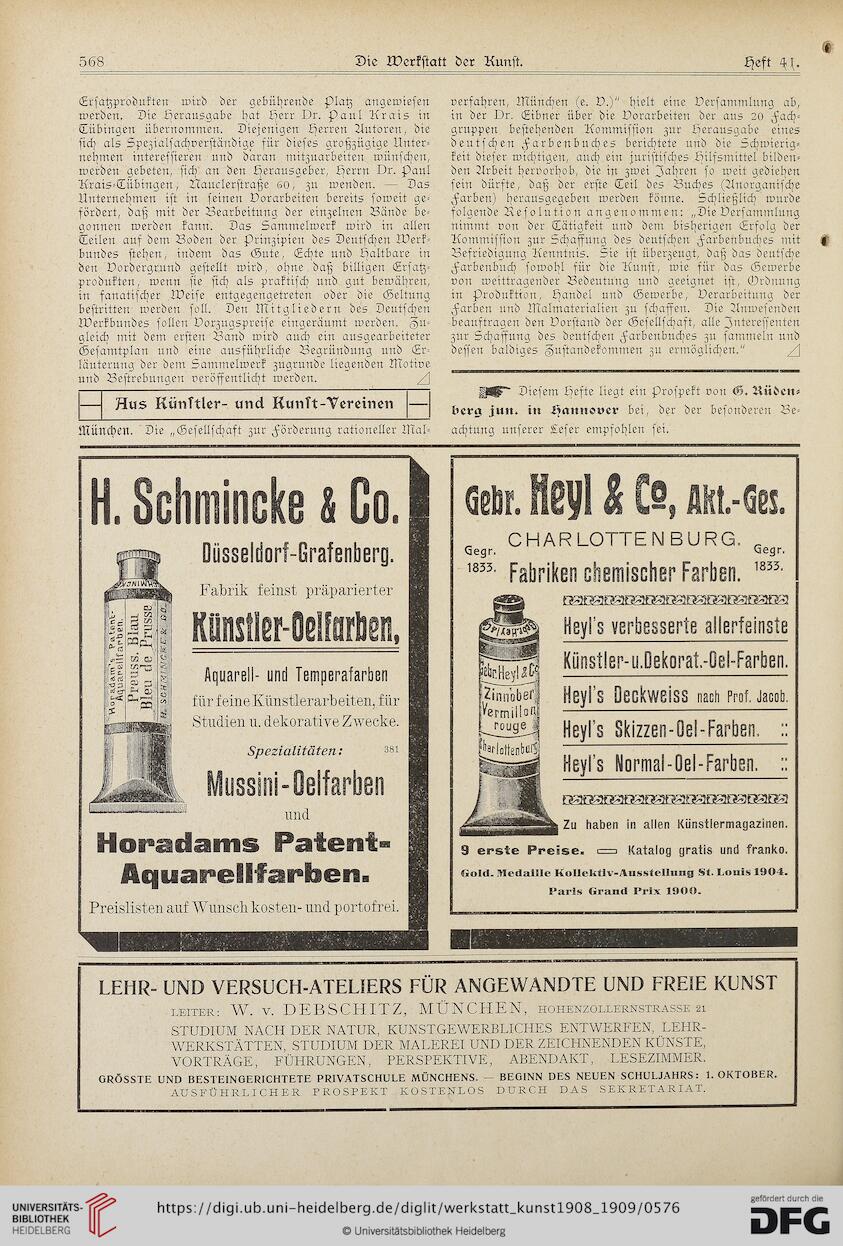 568
Die Werkstatt der Kunst.
Heft 41.
Ersatzprodukten wird der gebührende Platz angewiesen
werden. Die Herausgabe hat Herr Dr. Paul Krais in
Tübingen übernommen. Diejenigen Herren Autoren, die
sich als Spezialsachverständige für dieses großzügige Unter-
nehmen interessieren und daran mitzuarbeiten wünschen,
werden gebeten, sich an den Herausgeber, Herrn Dr. Paul
Krais-Tübingen, Nauclerstraße 60, zu wenden. — Das
Unternehmen ist in seinen Vorarbeiten bereits soweit ge-
fördert, daß mit der Bearbeitung der einzelnen Bände be-
gonnen werden kann. Das Sammelwerk wird in allen
Teilen auf dem Boden der Prinzipien des Deutschen Werk-
bundes stehen, indem das Gute, Echte und Haltbare in
den Vordergrund gestellt wird, ohne daß billigen Ersatz-
produkten, wenn sie sich als praktisch und gut bewähren,
in fanatischer Weise entgegengetreten oder die Geltung
bestritten werden soll. Den Mitgliedern des Deutschen
Werkbundes sollen Vorzugspreise eingeräumt werden. Zu-
gleich mit dem ersten Band wird auch ein ausgearbeiteter
Gesamtplan und eine ausführliche Begründung und Er-
läuterung der dem Sammelwerk zugrunde liegenden Motive
und Bestrebungen veröffentlicht werden.
Aus Künstler- und Kunst-Vereinen
München. Die „Gesellschaft zur Förderung rationeller Mal-
verfahren, München (e. V.)“ hielt eine Versammlung ab,
in der Dr. Eibner über die Vorarbeiten der aus 20 Fach-
gruppen bestehenden Kommission zur Herausgabe eines
deutschen Farbenbuches berichtete und die Schwierig-
keit dieser wichtigen, auch ein juristisches Hilfsmittel bilden-
den Arbeit hervorhob, die in zwei Jahren so weit gediehen
sein dürfte, daß der erste Teil des Buches (Anorganische
Farben) herausgegeben werden könne. Schließlich wurde
folgende Resolution angenommen: „Die Versammlung
nimmt von der Tätigkeit und dem bisherigen Erfolg der
Kommission zur Schaffung des deutschen Farbenbuches mit
Befriedigung Kenntnis. Sie ist überzeugt, daß das deutsche
Farbenbuch sowohl für die Kunst, wie für das Gewerbe
von weittragender Bedeutung und geeignet ist, Ordnung
in Produktion, Handel und Gewerbe, Verarbeitung der
Farben und Malmaterialien zu schaffen. Die Anwesenden
beauftragen den Vorstand der Gesellschaft, alle Interessenten
zur Schaffung des deutschen Farbenbuches zu sammeln und
dessen baldiges Zustandekommen zu ermöglichen.“
Diesem Hefte liegt ein Prospekt von G. Rüden-
berg jun. in Hannover bei, der der besonderen Be-
achtung unserer Leser empfohlen sei.
H. Schmincke & Co.
Düsseldorf-Grafenberg.
Fabrik feinst präparierter
Künstler-Oelfarben,
Aquarell- und Temperafarben
für feine Künstlerarbeiten, für
Studien u. dekorative Zwecke.
Spezialitäten: 381
Mussini-Oelfarben
und
Horadams Patent-
Aquarellfarben.
Preislisten auf Wunsch kosten- und portofrei.
Horadam's Patent-
Aquarellfarben.
Preuss. Blau
Bleu de Prusse
H. SCHMINCKE & CO.
Gebr. Heyl & Co, Akt.-Ges.
CHARLOTTENBURG.
Gegr. 1833.
Fabriken chemischer Farben.
Gegr. 1833.
Heyl's verbesserte allerfeinste
Künstler-u.Dekorat.-Oel-Farben.
Heyl's Deckweiss nach Prof. Jacob.
Heyl's Skizzen-Oel-Farben. ::
Heyl's Normal-Oel-Farben. ::
Zu haben in allen Künstlermagazinen.
9 erste Preise. Katalog gratis und franko.
Gold. Medaille Kollektiv-Ausstellung St. Louis 1904.
Paris Grand Prix 1900.
Gebr. Heyl & Co
Zinnober
Vermillon
rouge
Charlottenburg
LEHR- UND VERSUCH-ATELIERS FÜR ANGEWANDTE UND FREIE KUNST
LEITER: W. v. DEBSCHITZ, MÜNCHEN, HOHENZOLLERNSTRASSE 21
STUDIUM NACH DER NATUR, KUNSTGEWERBLICHES ENTWERFEN, LEHR-
WERKSTÄTTEN, STUDIUM DER MALEREI UND DER ZEICHNENDEN KÜNSTE,
VORTRÄGE, FÜHRUNGEN, PERSPEKTIVE, ABENDAKT, LESEZIMMER.
GRÖSSTE UND BESTEINGERICHTETE PRIVATSCHULE MÜNCHENS. — BEGINN DES NEUEN SCHULJAHRS: 1. OKTOBER.
AUSFÜHRLICHER PROSPEKT KOSTENLOS DURCH DAS SEKRETARIAT.
UNIVERSITÄTS-
BIBLIOTHEK
HEIDELBERG
https://digi.ub.uni-heidelberg.de/diglit/werkstatt_kunst1908_1909/0576
© Universitätsbibliothek Heidelberg
gefördert durch die
DFG